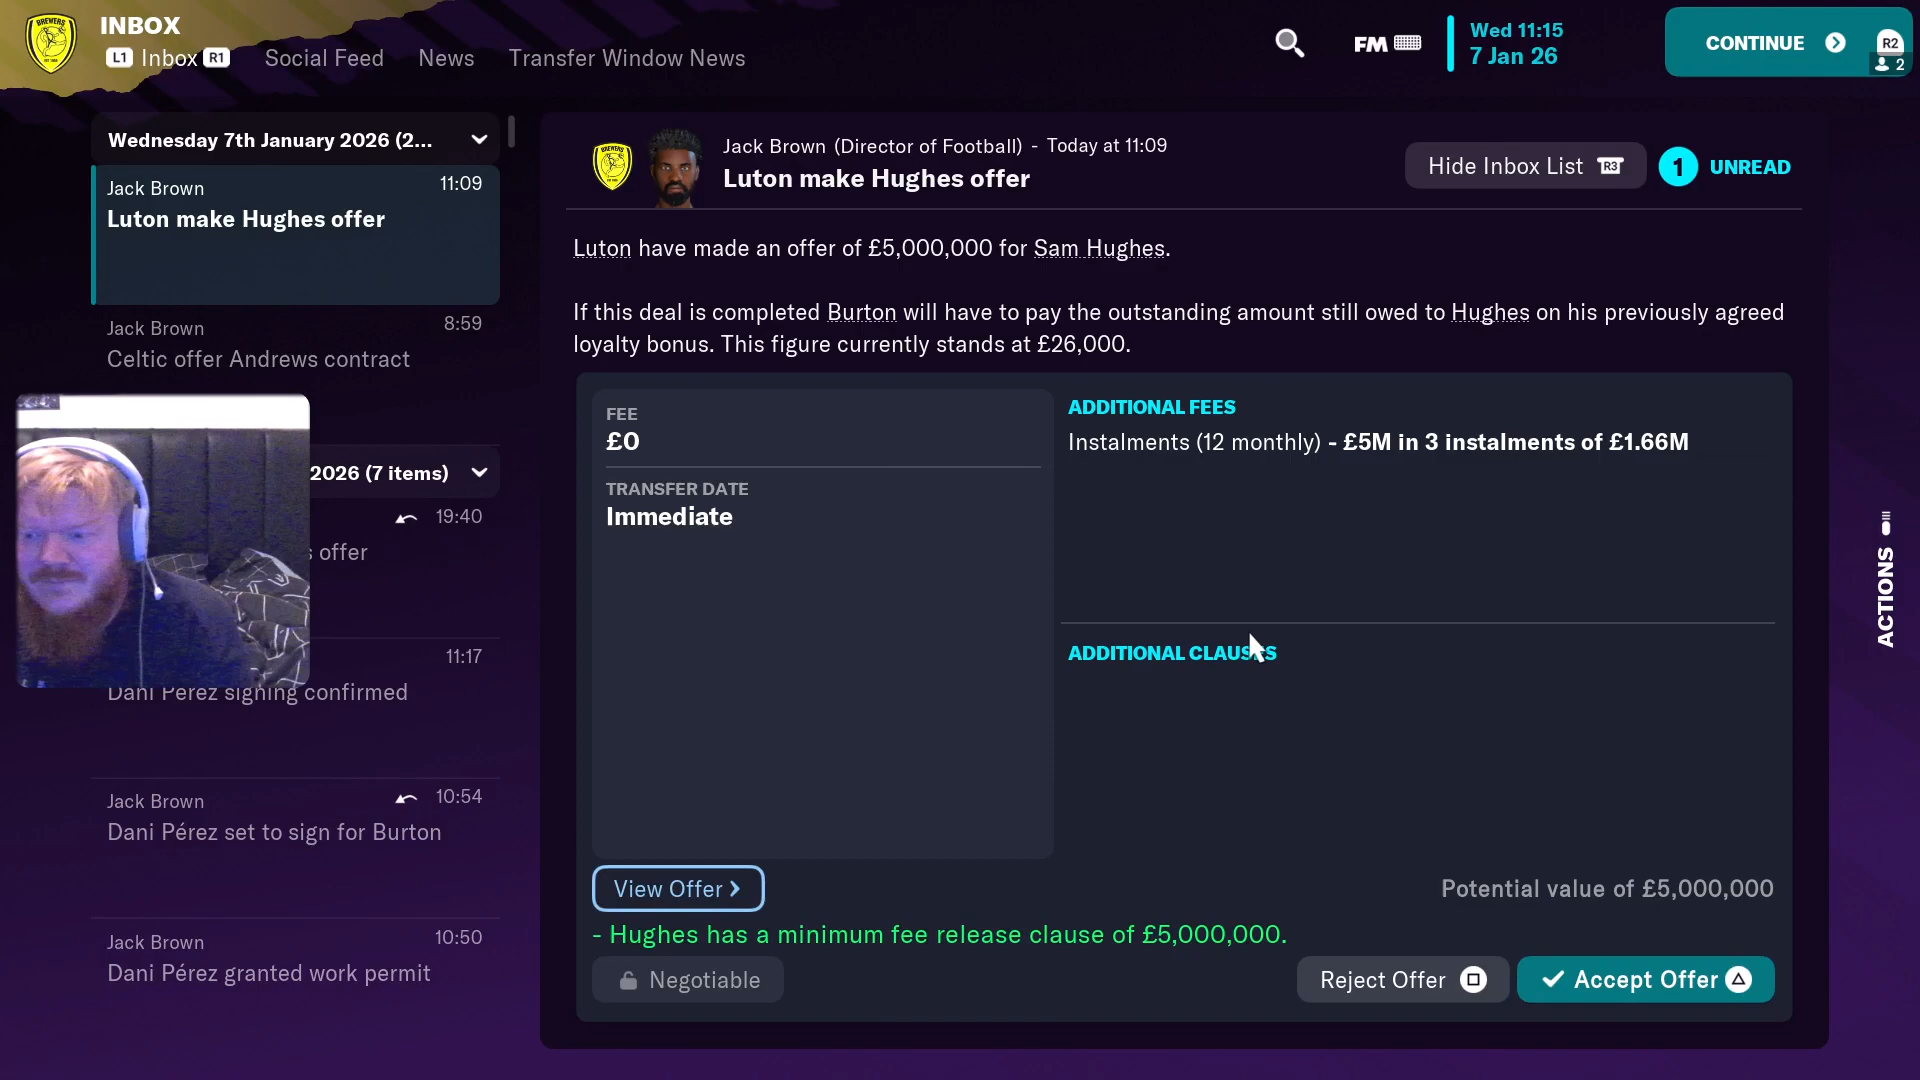 BREWERS
INBOX
L1 Inbox R1 Social Feed News Transfer Window News
FM
Wed 11:15
7 Jan 26
CONTINUE R2
2
Wednesday 7th January 2026 (2...
Jack Brown 11:09
Luton make Hughes offer
Jack Brown 8:59
Celtic offer Andrews contract
2026 (7 items)
19:40
offer
11:17
Dani Pérez signing confirmed
Jack Brown 10:54
Dani Pérez set to sign for Burton
Jack Brown 10:50
Dani Pérez granted work permit
BREWERS
Jack Brown (Director of Football) - Today at 11:09
Luton make Hughes offer
Hide Inbox List R3
1 UNREAD
Luton have made an offer of £5,000,000 for Sam Hughes.
If this deal is completed Burton will have to pay the outstanding amount still owed to Hughes on his previously agreed
loyalty bonus. This figure currently stands at £26,000.
FEE
£0
TRANSFER DATE
Immediate
ADDITIONAL FEES
Instalments (12 monthly) - £5M in 3 instalments of £1.66M
ADDITIONAL CLAUSES
View Offer
Potential value of £5,000,000
- Hughes has a minimum fee release clause of £5,000,000.
Negotiable
Reject Offer
Accept Offer
ACTIONS